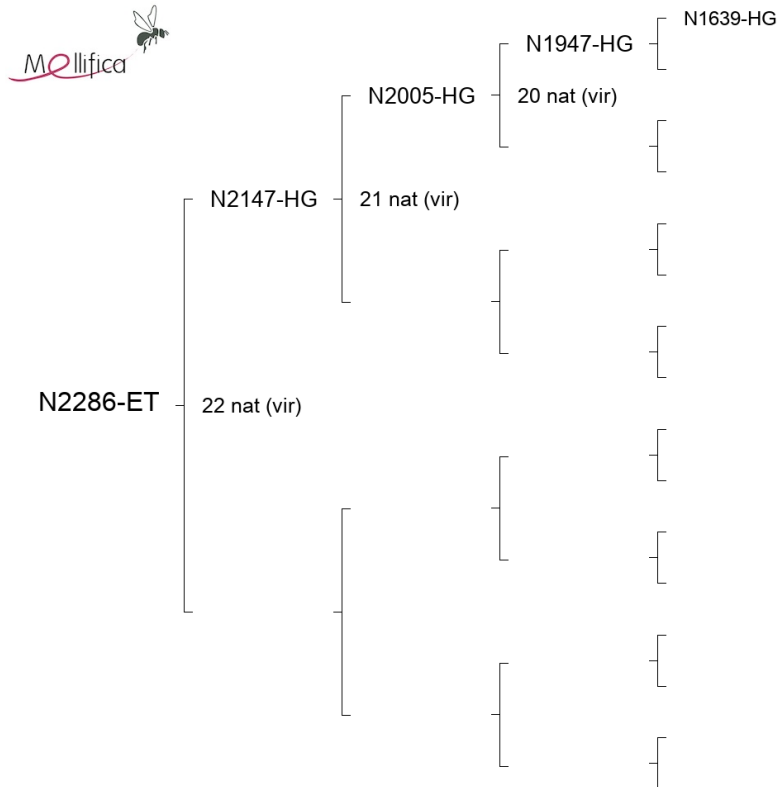 Mellifica
N1639-HG
N1947-HG
N2005-HG
20 nat (vir)
N2147-HG
21 nat (vir)
N2286-ET
22 nat (vir)